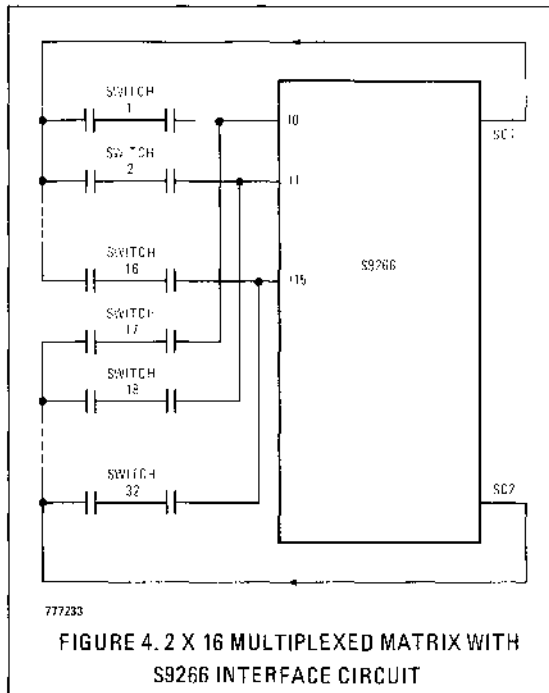 SWITCH
1
I0
SC1
SWITCH
2
I1
SWITCH
16
I15
S9266
SWITCH
17
SWITCH
18
SWITCH
32
SC2
777233
FIGURE 4. 2 X 16 MULTIPLEXED MATRIX WITH
S9266 INTERFACE CIRCUIT